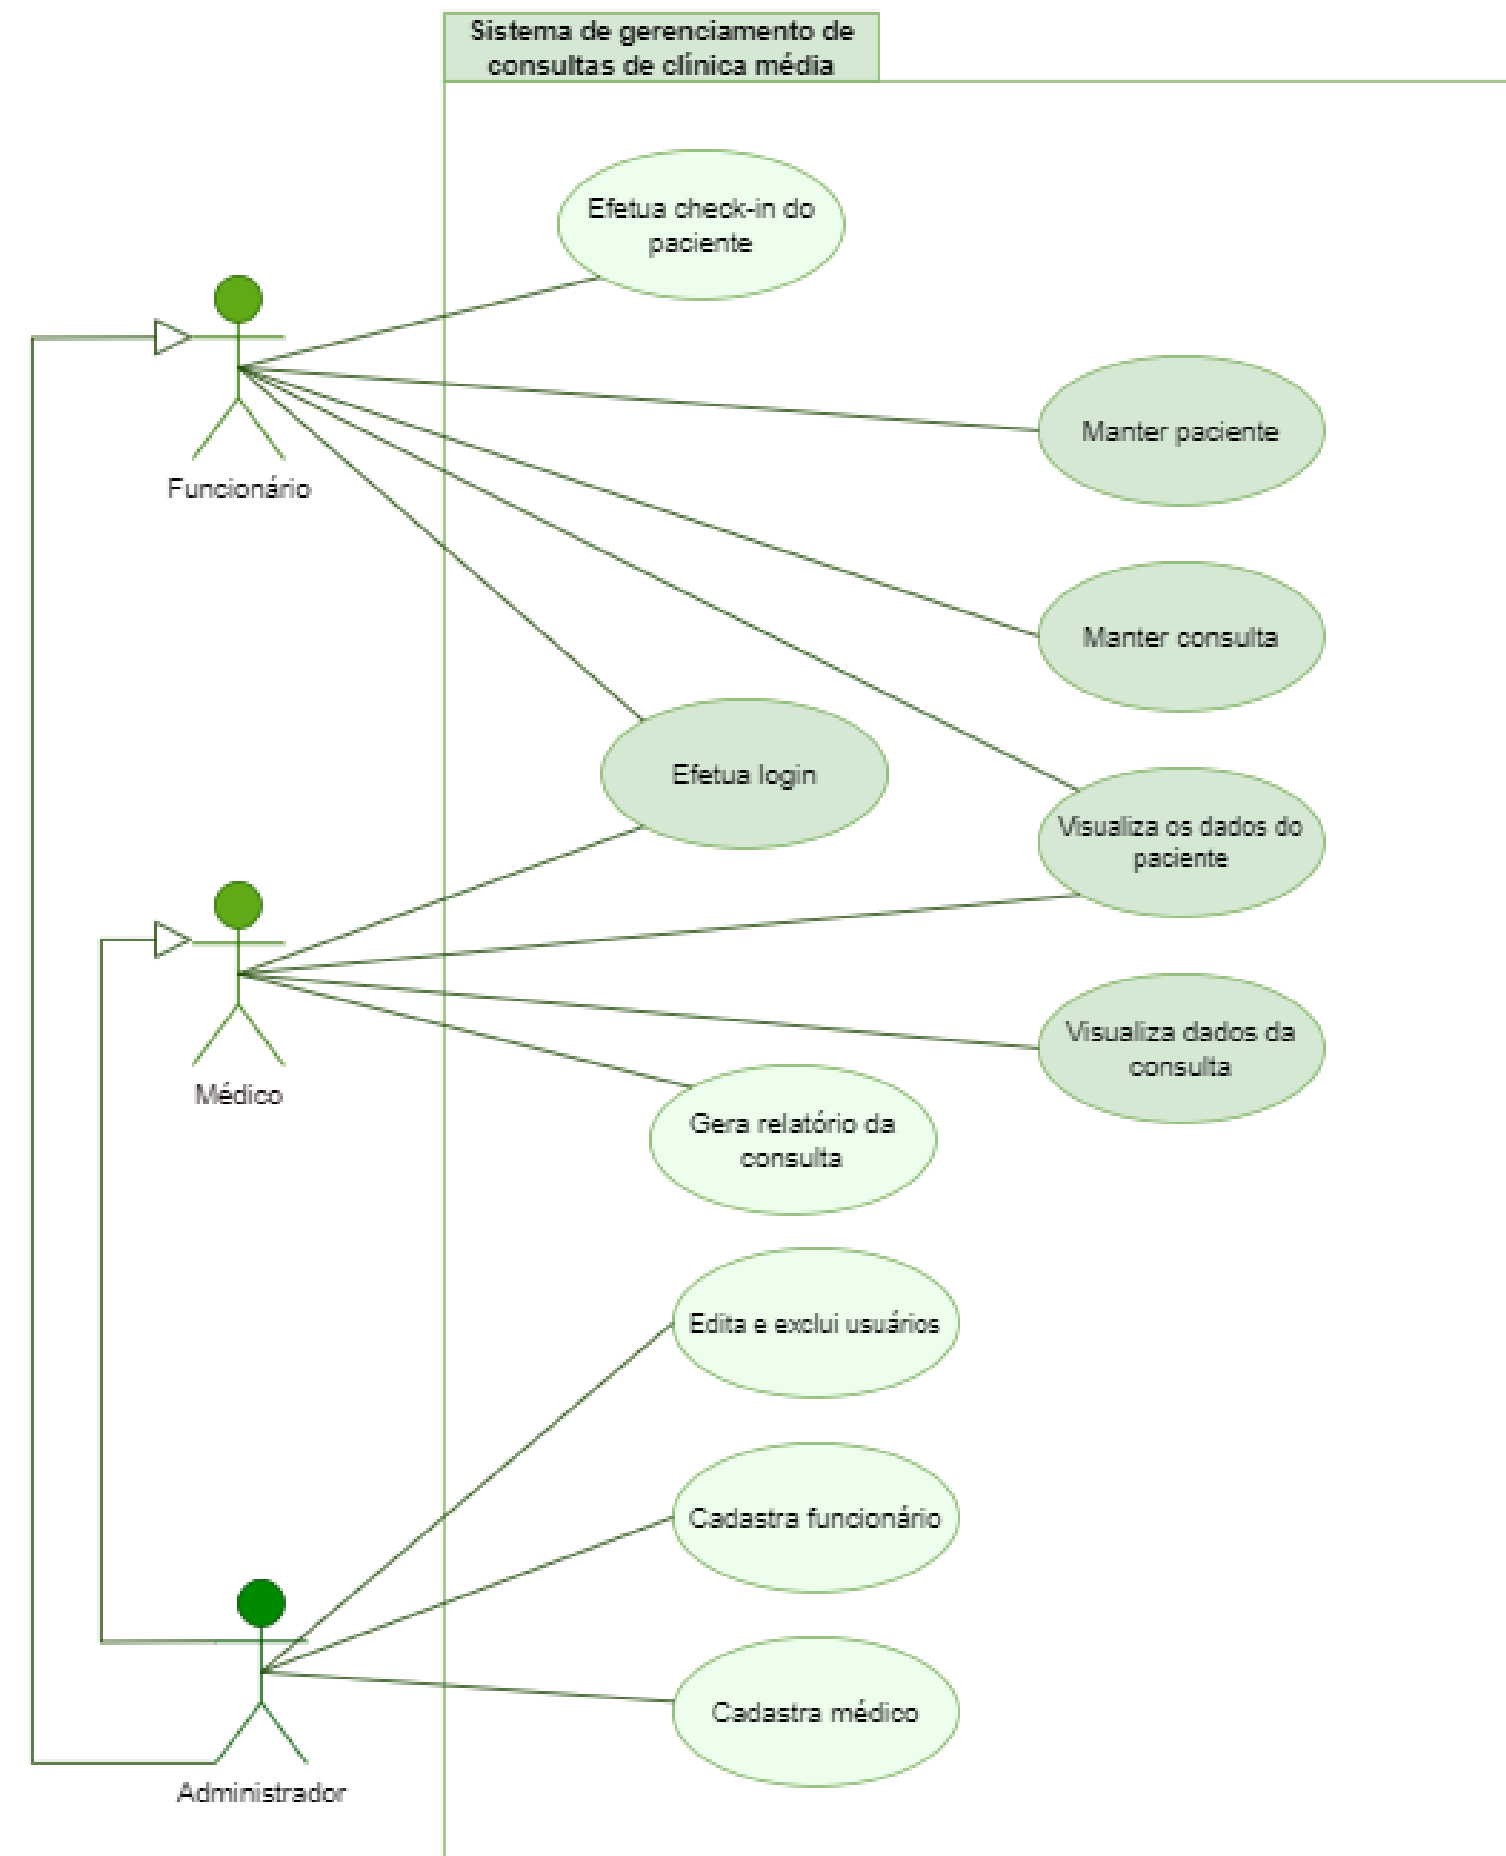 Sistema de gerenciamento de
consultas de clínica média
Efetua check-in do
paciente
Manter paciente
Funcionário
Manter consulta
Efetua login
Visualiza os dados do
paciente
Visualiza dados da
consulta
Médico
Gera relatório da
consulta
Edita e exclui usuários
Cadastra funcionário
Cadastra médico
Administrador